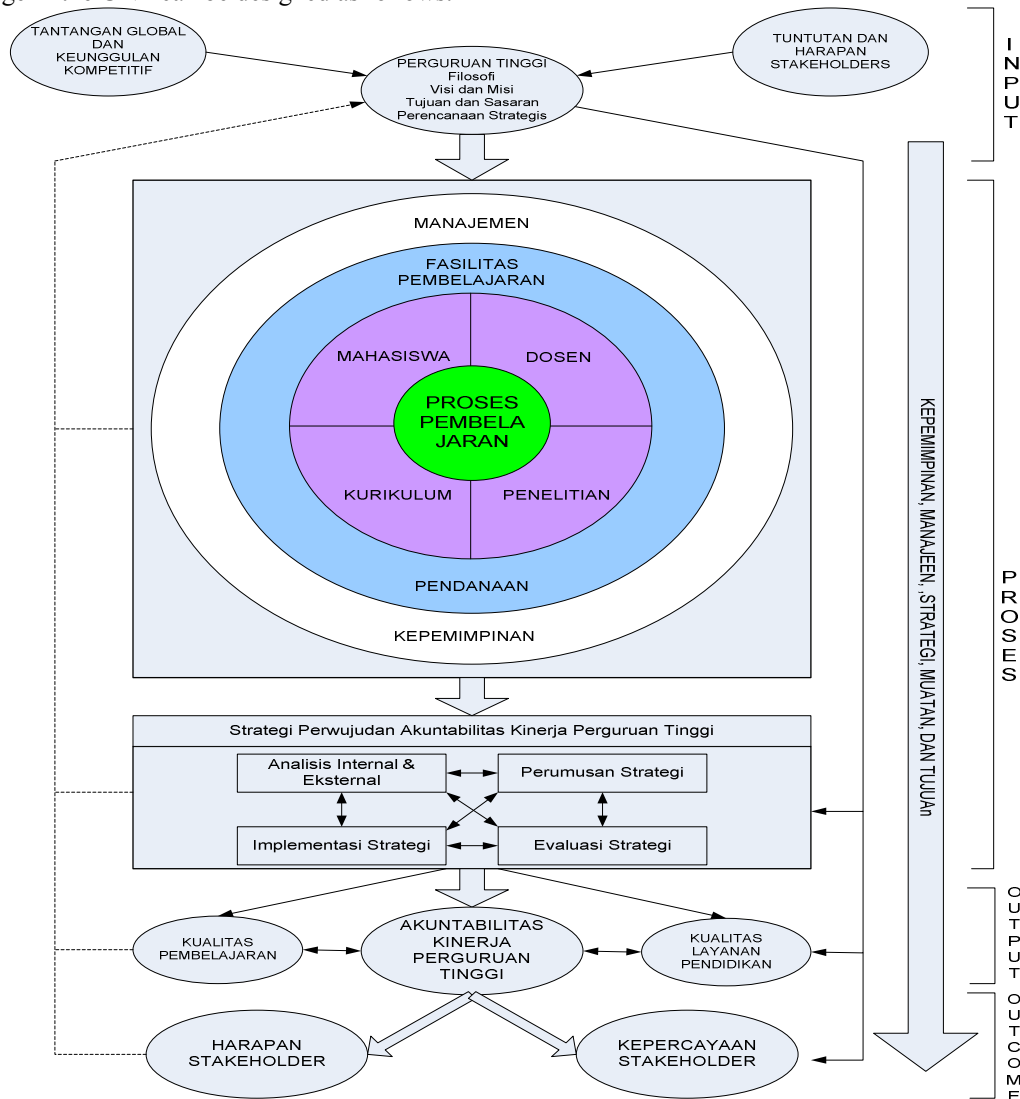 TANTANGAN GLOBAL
DAN
KEUNGGULAN
KOMPETITIF
PERGURUAN TINGGI
Filosofi
Visi dan Misi
Tujuan dan Sasaran
Perencanaan Strategis
TUNTUTAN DAN
HARAPAN
STAKEHOLDERS
INPUT
MANAJEMEN
FASILITAS
PEMBELAJARAN
MAHASISWA
DOSEN
PROSES
PEMBELA
JARAN
KURIKULUM
PENELITIAN
PENDANAAN
KEPEMIMPINAN
KEPEMIMPINAN, MANAJEEN, ,STRATEGI, MUATAN, DAN TUJUAn
PROSES
Strategi Perwujudan Akuntabilitas Kinerja Perguruan Tinggi
Analisis Internal &
Eksternal
Perumusan Strategi
Implementasi Strategi
Evaluasi Strategi
KUALITAS
PEMBELAJARAN
AKUNTABILITAS
KINERJA
PERGURUAN
TINGGI
KUALITAS
LAYANAN
PENDIDIKAN
OUTPUT
HARAPAN
STAKEHOLDER
KEPERCAYAAN
STAKEHOLDER
OUTCOME